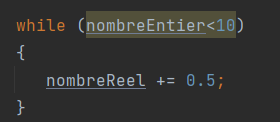 while (nombreEntier<10)
{
nombreReel += 0.5;
}